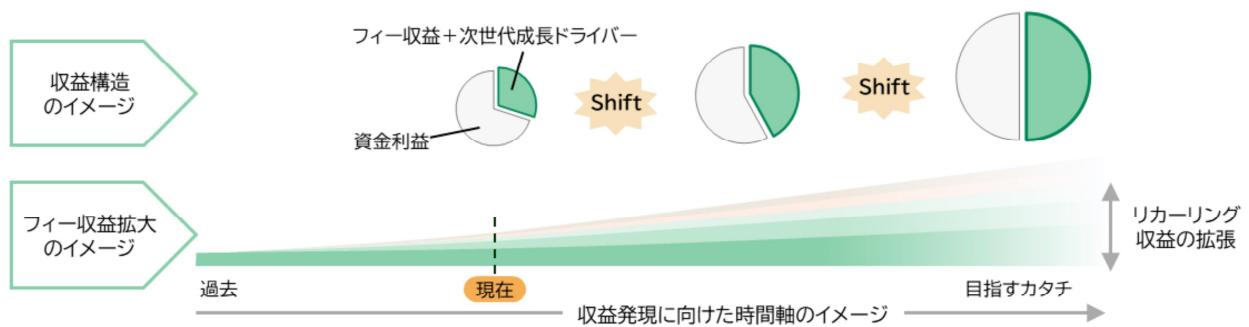 収益構造
のイメージ
フィー収益+次世代成長ドライバー
資金利益
Shift
Shift
フィー収益拡大
のイメージ
リカーリング
収益の拡張
過去
現在
目指すカタチ
収益発現に向けた時間軸のイメージ